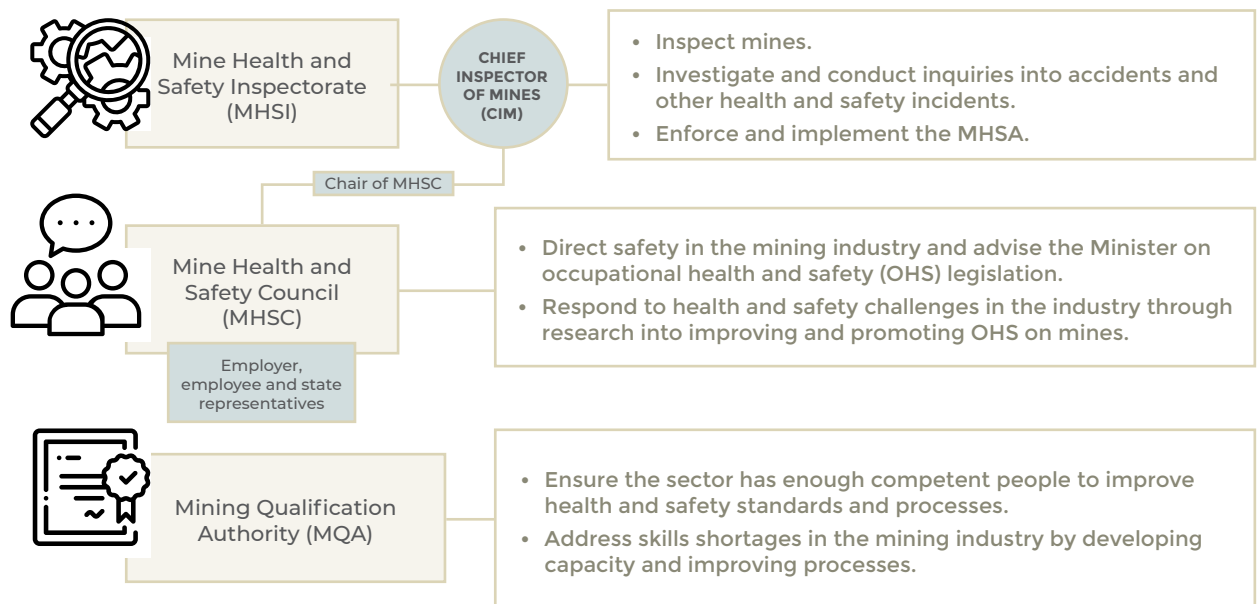 Mine Health and
Safety Inspectorate
(MHSI)
CHIEF
INSPECTOR
OF MINES
(CIM)
• Inspect mines.
• Investigate and conduct inquiries into accidents and
other health and safety incidents.
• Enforce and implement the MHSA.
Chair of MHSC
Mine Health and
Safety Council
(MHSC)
Employer,
employee and state
representatives
• Direct safety in the mining industry and advise the Minister on
occupational health and safety (OHS) legislation.
• Respond to health and safety challenges in the industry through
research into improving and promoting OHS on mines.
Mining Qualification
Authority (MQA)
• Ensure the sector has enough competent people to improve
health and safety standards and processes.
• Address skills shortages in the mining industry by developing
capacity and improving processes.